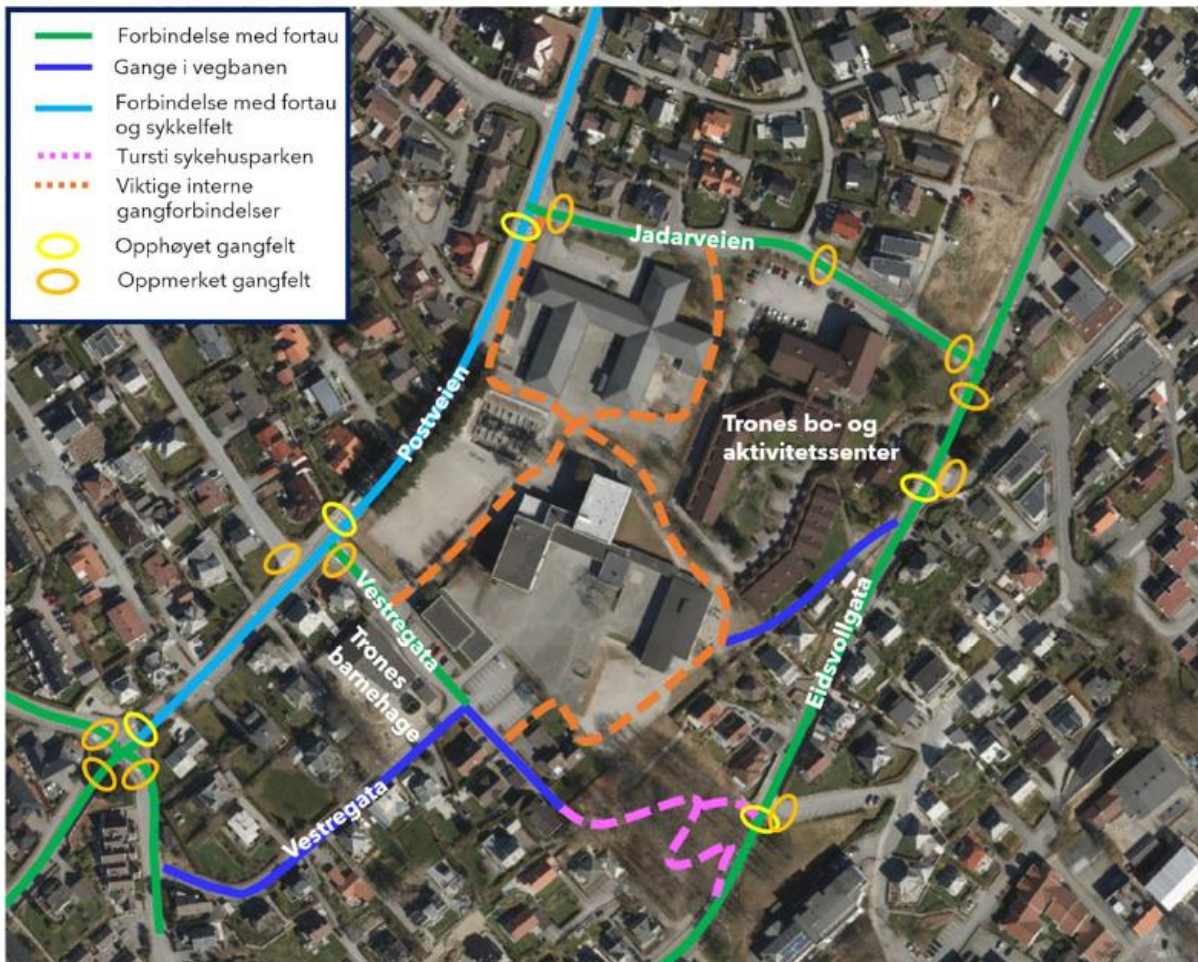 Forbindelse med fortau
Gange i vegbanen
Forbindelse med fortau
og sykkelfelt
Tursti sykehusparken
Viktige interne
gangforbindelser
Opphøyet gangfelt
Oppmerket gangfelt
Jadarveien
Postveien
Trones bo- og
aktivitetssenter
Vestregata
Trones
barnehage
Eidsvollgata
Vestregata